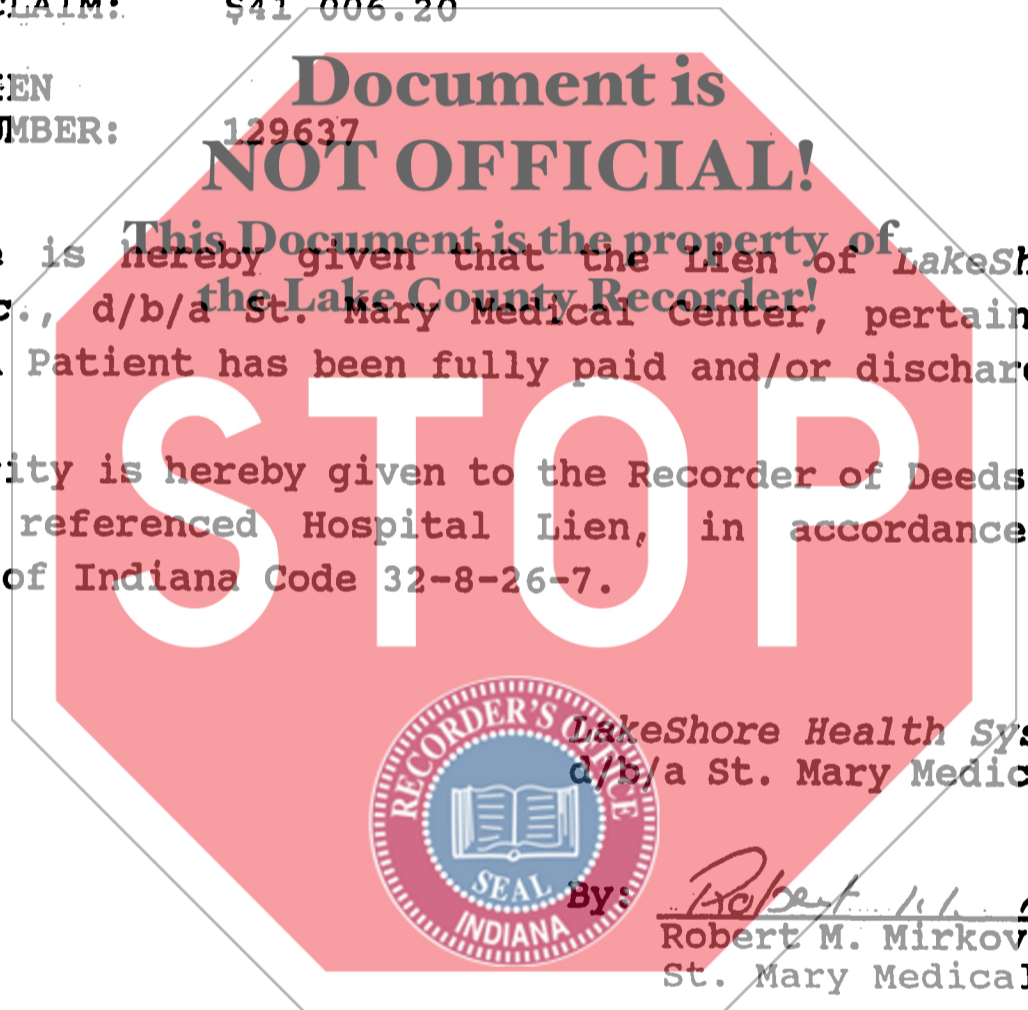 CLAIM: $41 006.20
Document is
EN
MBER: 129637
NOT OFFICIAL!
This Document is the property of
is hereby given that the Lien of LakeSh
the Lake County Recorder!
c., d/b/a St. Mary Medical Center, pertain
Patient has been fully paid and/or dischar
STOP
ity is hereby given to the Recorder of Deeds
referenced Hospital Lien, in accordance
of Indiana Code 32-8-26-7.
RECORDER'S OFFICE
LakeShore Health Sys
d/b/a St. Mary Medic
SEAL
INDIANA
By: Robert M.
Robert M. Mirkov
St. Mary Medical